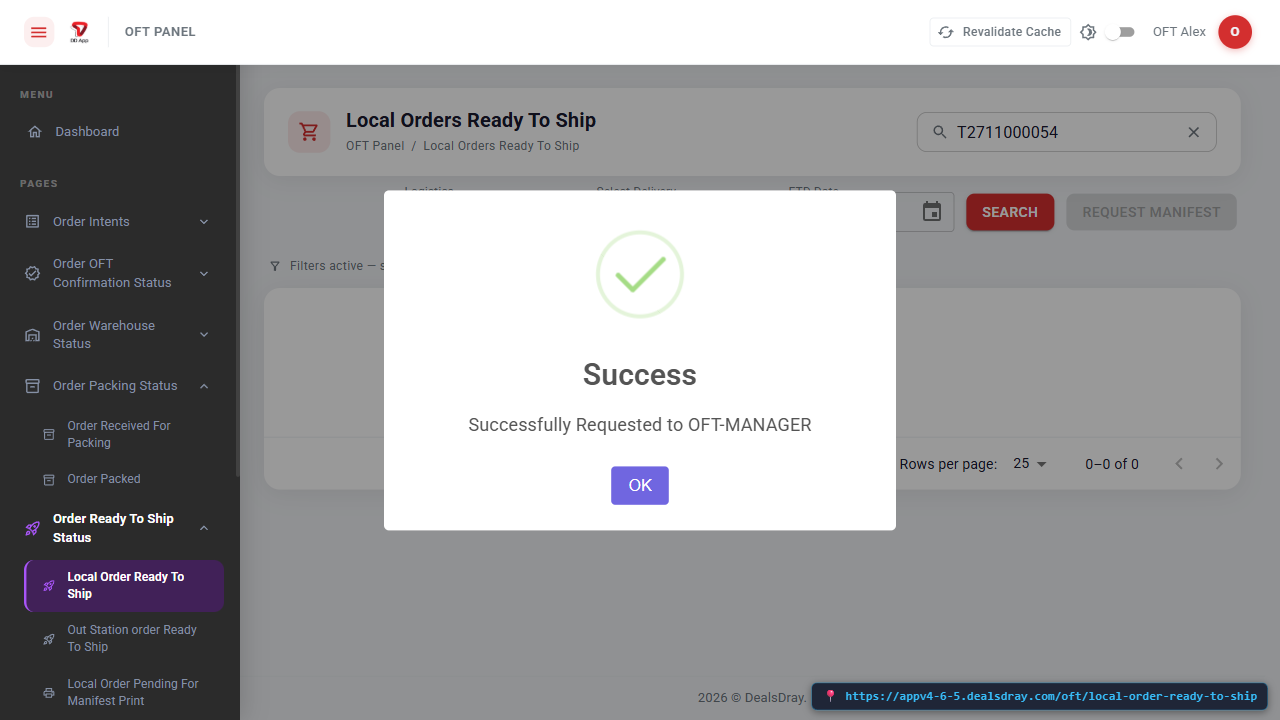 DD-App
OFT PANEL
Revalidate Cache
OFT Alex
O
MENU
Dashboard
PAGES
Order Intents
Order OFT
Confirmation Status
Order Warehouse
Status
Order Packing Status
Order Received For
Packing
Order Packed
Order Ready To Ship
Status
Local Order Ready To
Ship
Out Station order Ready
To Ship
Local Order Pending For
Manifest Print
Local Orders Ready To Ship
OFT Panel / Local Orders Ready To Ship
T2711000054
SEARCH
REQUEST MANIFEST
Filters active —
Success
Successfully Requested to OFT-MANAGER
OK
Rows per page: 25 0–0 of 0
2026 © DealsDray.
https://appv4-6-5.dealsdray.com/oft/local-order-ready-to-ship